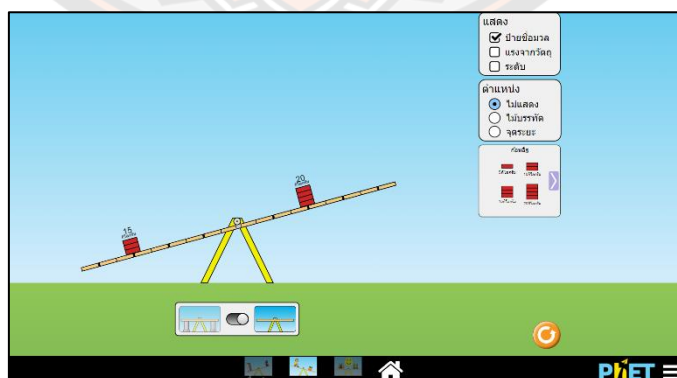 แสดง
ป้ายชื่อมวล
แรงจากวัตถุ
ระดับ
ตำแหน่ง
ไม่แสดง
ไม้บรรทัด
จุดระยะ
15
20
PhET